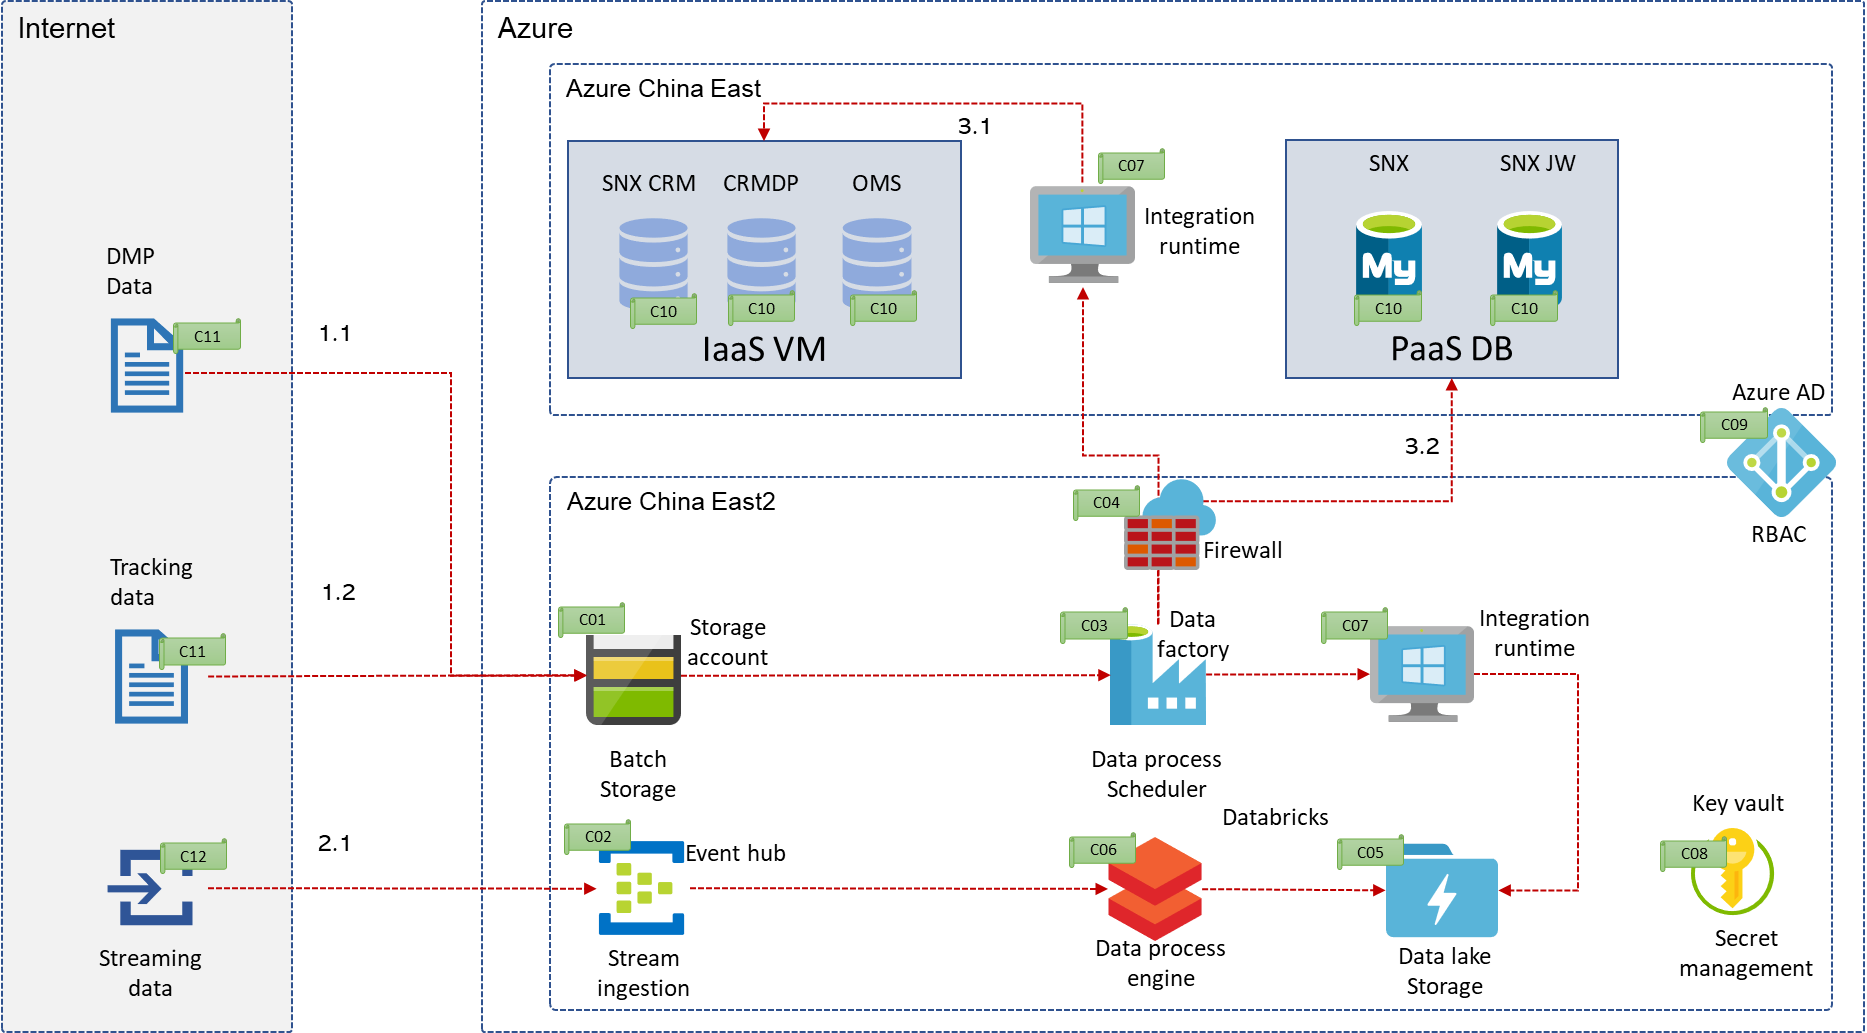 Internet
Azure
Azure China East
3.1
C07
SNX CRM
CRMDP
OMS
Integration
runtime
C10
C10
C10
IaaS VM
SNX
SNX JW
My
My
C10
C10
PaaS DB
DMP
Data
C11
1.1
Azure AD
C09
RBAC
3.2
Azure China East2
C04
Firewall
Tracking
data
C11
1.2
C01
Storage
account
Batch
Storage
C03
Data
factory
Data process
Scheduler
C07
Integration
runtime
C12
Streaming
data
2.1
C02
Event hub
Stream
ingestion
Databricks
C06
Data process
engine
C05
Data lake
Storage
Key vault
C08
Secret
management